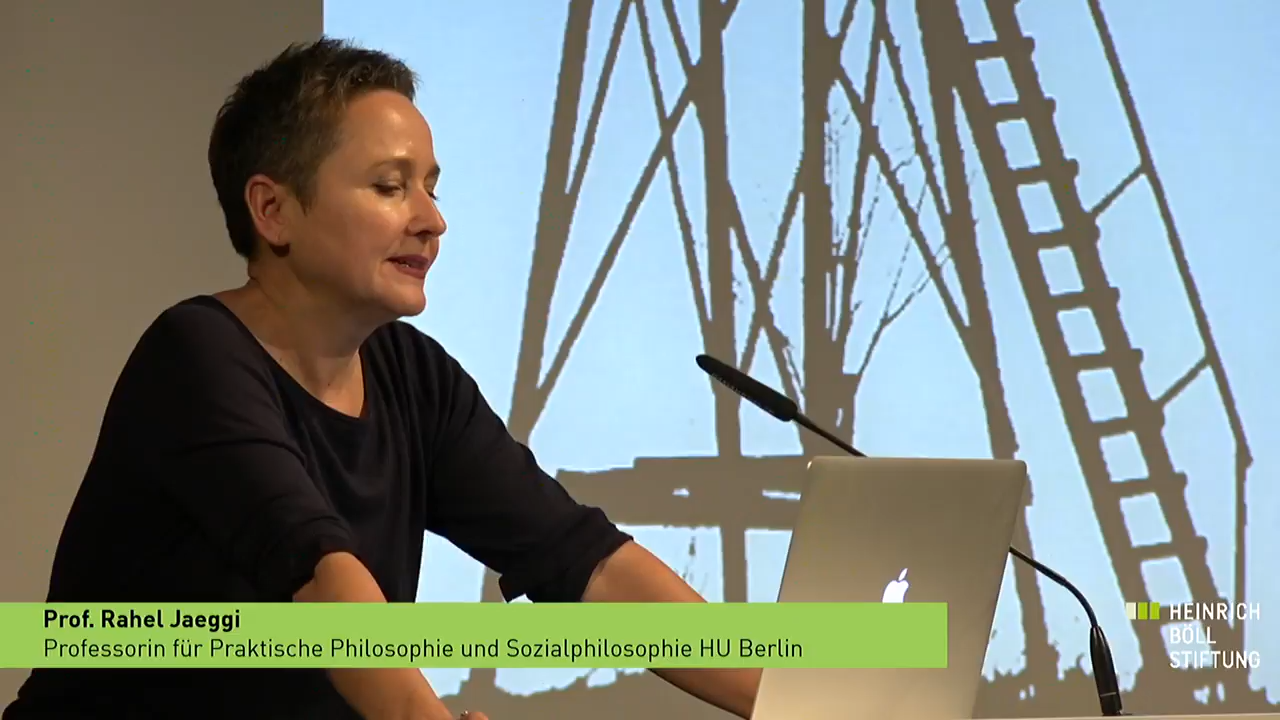 Prof. Rahel Jaeggi
Professorin für Praktische Philosophie und Sozialphilosophie HU Berlin
HEINRICH
BÖLL
STIFTUNG